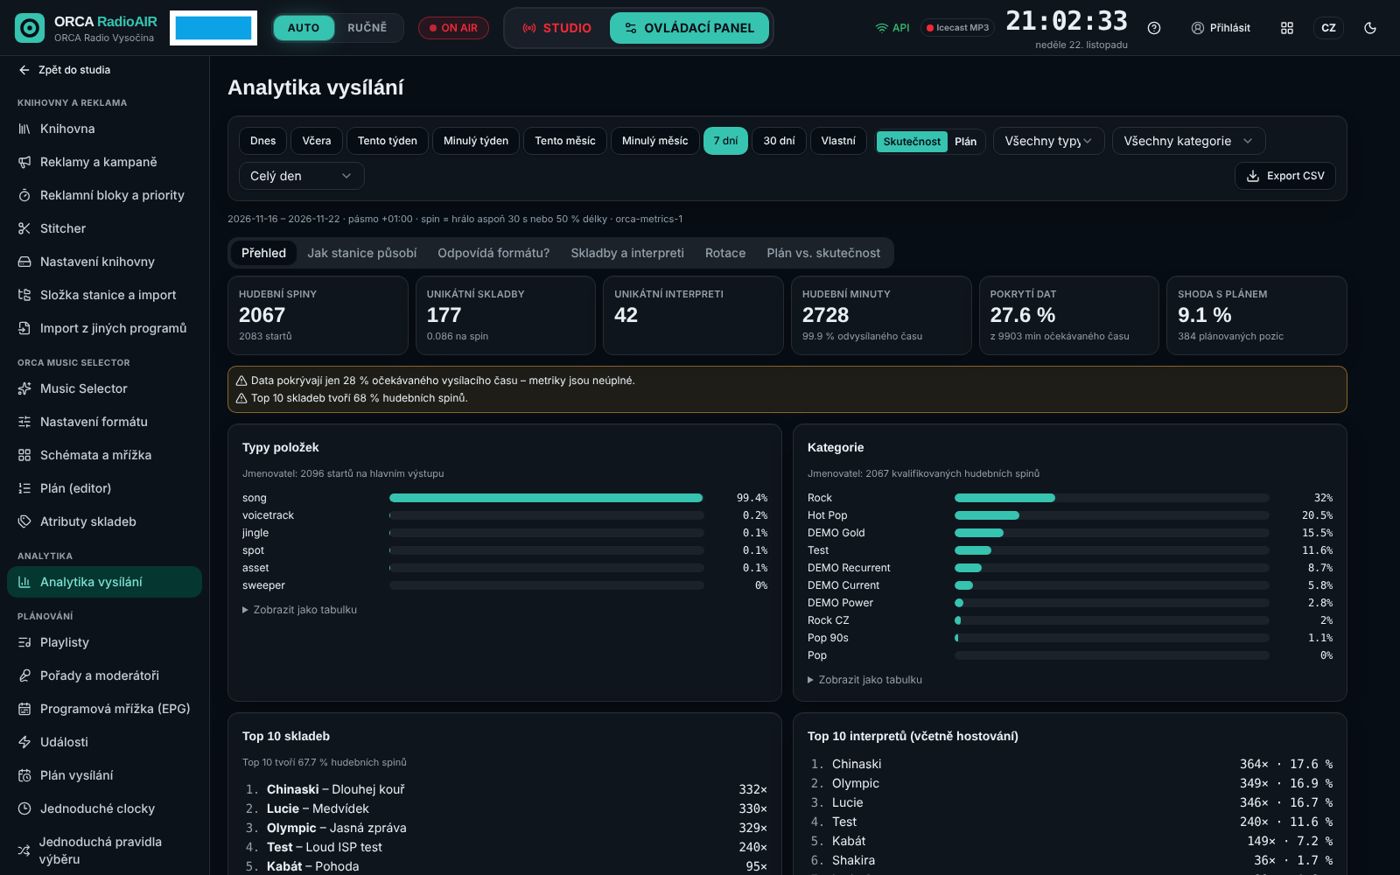 ORCA RadioAIR
ORCA Radio Vysočina
AUTO
RUČNĚ
ON AIR
STUDIO
OVLÁDACÍ PANEL
API
Icecast MP3
21:02:33
neděle 22. listopadu
Přihlásit
CZ
Zpět do studia
KNIHOVNY A REKLAMA
Knihovna
Reklamy a kampaně
Reklamní bloky a priority
Stitcher
Nastavení knihovny
Složka stanice a import
Import z jiných programů
ORCA MUSIC SELECTOR
Music Selector
Nastavení formátu
Schémata a mřížka
Plán (editor)
Atributy skladeb
ANALYTIKA
Analytika vysílání
PLÁNOVÁNÍ
Playlisty
Pořady a moderátoři
Programová mřížka (EPG)
Události
Plán vysílání
Jednoduché clocky
Jednoduchá pravidla
výběru
Analytika vysílání
Dnes
Včera
Tento týden
Minulý týden
Tento měsíc
Minulý měsíc
7 dní
30 dní
Vlastní
Skutečnost
Plán
Všechny typy
Všechny kategorie
Celý den
Export CSV
2026-11-16 – 2026-11-22 · pásmo +01:00 · spin = hrálo aspoň 30 s nebo 50 % délky · orca-metrics-1
Přehled
Jak stanice působí
Odpovídá formátu?
Skladby a interpreti
Rotace
Plán vs. skutečnost
HUDEBNÍ SPINY
2067
2083 startů
UNIKÁTNÍ SKLADBY
177
0.086 na spin
UNIKÁTNÍ INTERPRETI
42
HUDEBNÍ MINUTY
2728
99.9 % odvysílaného času
POKRYTÍ DAT
27.6 %
z 9903 min očekávaného času
SHODA S PLÁNEM
9.1 %
384 plánovaných pozic
Data pokrývají jen 28 % očekávaného vysílacího času – metriky jsou neúplné.
Top 10 skladeb tvoří 68 % hudebních spinů.
Typy položek
Jmenovatel: 2096 startů na hlavním výstupu
song 99.4%
voicetrack 0.2%
jingle 0.1%
spot 0.1%
asset 0.1%
sweeper 0%
Zobrazit jako tabulku
Kategorie
Jmenovatel: 2067 kvalifikovaných hudebních spinů
Rock 32%
Hot Pop 20.5%
DEMO Gold 15.5%
Test 11.6%
DEMO Recurrent 8.7%
DEMO Current 5.8%
DEMO Power 2.8%
Rock CZ 2%
Pop 90s 1.1%
Pop 0%
Zobrazit jako tabulku
Top 10 skladeb
Top 10 tvoří 67.7 % hudebních spinů
1. Chinaski – Dlouhej kouř 332×
2. Lucie – Medvídek 330×
3. Olympic – Jasná zpráva 329×
4. Test – Loud ISP test 240×
5. Kabát – Pohoda 95×
Top 10 interpretů (včetně hostování)
1. Chinaski 364× · 17.6 %
2. Olympic 349× · 16.9 %
3. Lucie 346× · 16.7 %
4. Test 240× · 11.6 %
5. Kabát 149× · 7.2 %
6. Shakira 36× · 1.7 %